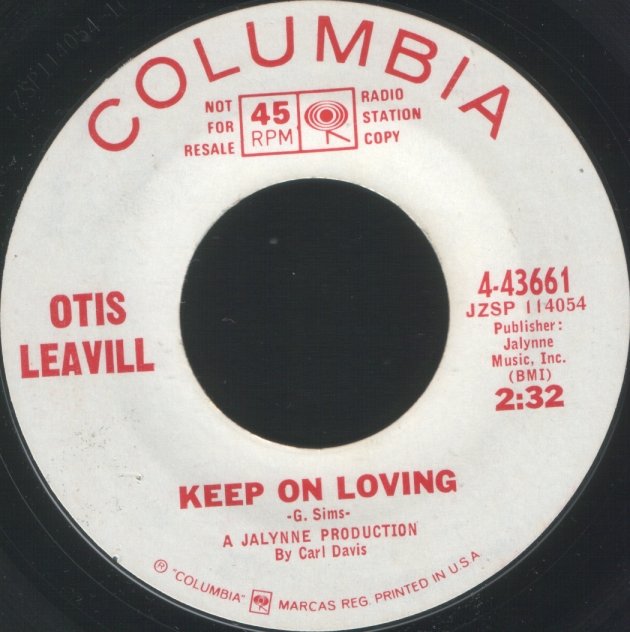 COLUMBIA
NOT
FOR
RESALE
45
RPM
RADIO
STATION
COPY
OTIS
LEAVILL
4-43661
JZSP 114054
Publisher:
Jalynne
Music, Inc.
(BMI)
2:32
KEEP ON LOVING
-G. Sims-
A JALYNNE PRODUCTION
By Carl Davis
® "COLUMBIA" MARCAS REG. PRINTED IN U.S.A.